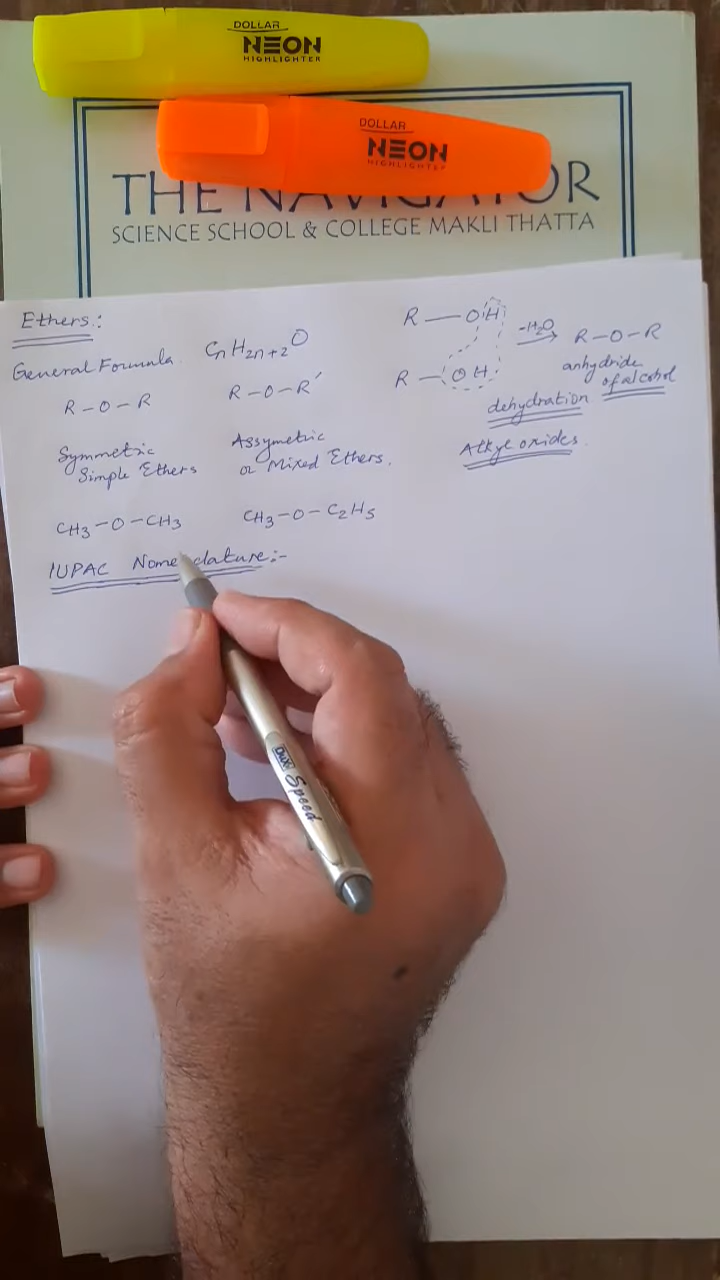 DOLLAR
NEON
HIGHLIGHTER
DOLLAR
NEON
HIGHLIGHTER
THE NAVIGATOR
SCIENCE SCHOOL & COLLEGE MAKLI THATTA
Ethers:
General Formula CnH2n+2O
R-O-R
R-O-R′
Symmetric
Simple Ethers
Assymetric
or Mixed Ethers.
CH3-O-CH3
CH3-O-C2H5
IUPAC Nomenclature:-
R — OH
R — OH
-H2O
R-O-R
anhydride
of alcohol
dehydration
Alkyl oxides.
Dux Speed